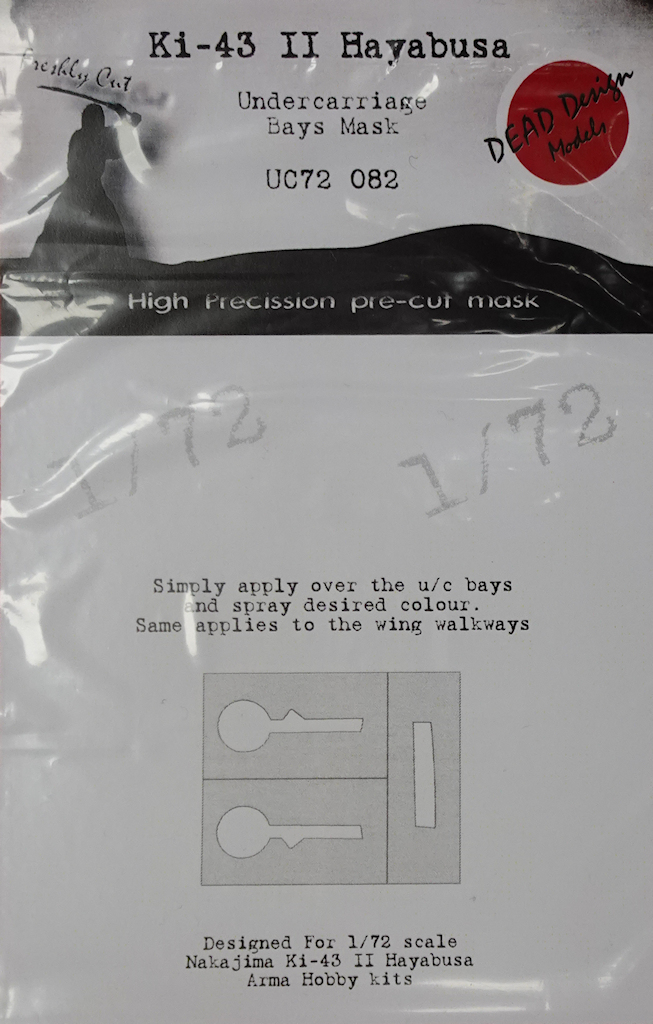 Ki-43 II Hayabusa
Freshly Cut
Undercarriage
Bays Mask
DEAD Design
Models
UC72 082
High Precission pre-cut mask
1/72
1/72
Simply apply over the u/c bays
and spray desired colour.
Same applies to the wing walkways
Designed For 1/72 scale
Nakajima Ki-43 II Hayabusa
Arma Hobby kits